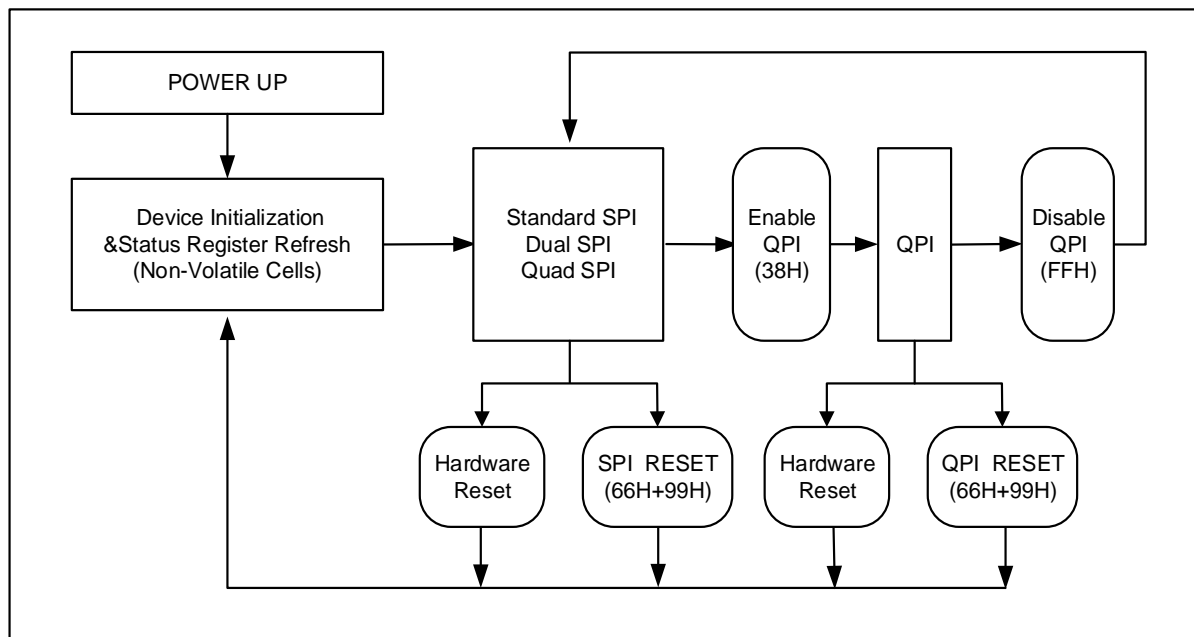 POWER UP
Device Initialization
&Status Register Refresh
(Non-Volatile Cells)
Standard SPI
Dual SPI
Quad SPI
Enable
QPI
(38H)
QPI
Disable
QPI
(FFH)
Hardware
Reset
SPI RESET
(66H+99H)
Hardware
Reset
QPI RESET
(66H+99H)